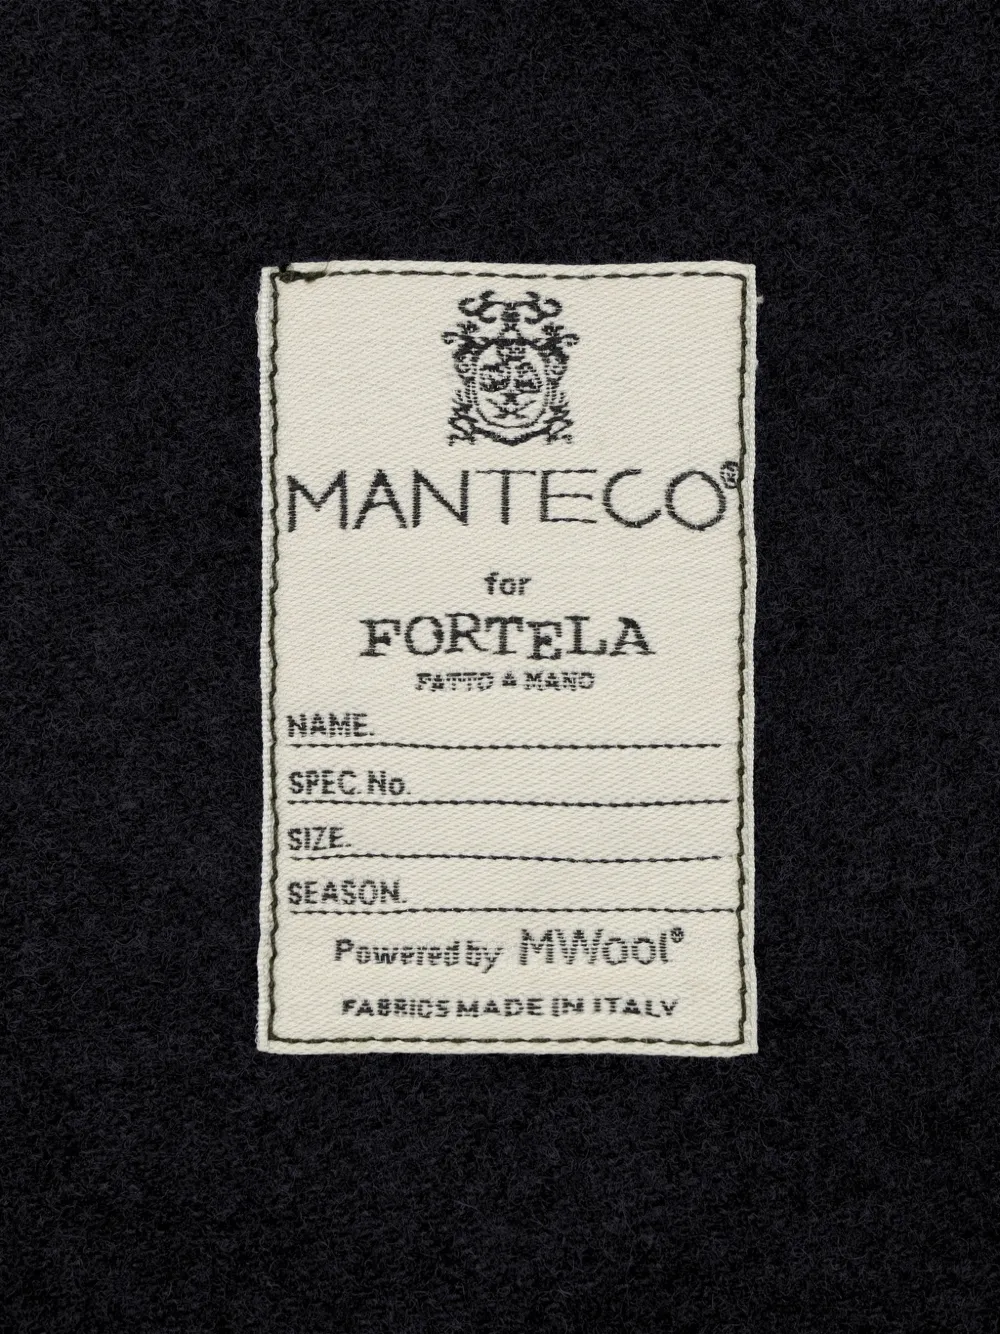 MANTECO®
for
FORTELA
FATTO A MANO
NAME.
SPEC. No.
SIZE.
SEASON.
Powered by MWool®
FABRICS MADE IN ITALY